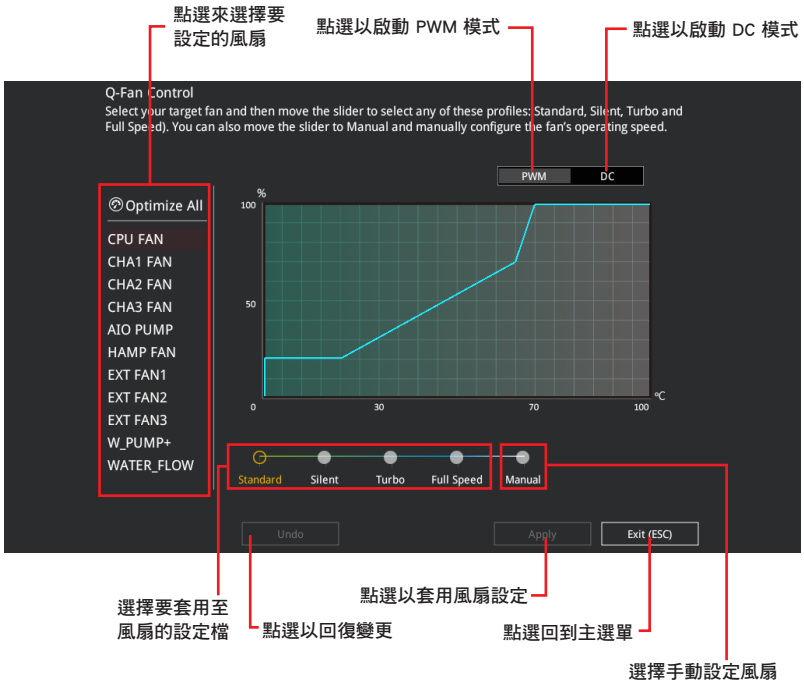 點選來選擇要
設定的風扇
點選以啟動 PWM 模式
點選以啟動 DC 模式
Q-Fan Control
Select your target fan and then move the slider to select any of these profiles: Standard, Silent, Turbo and
Full Speed). You can also move the slider to Manual and manually configure the fan's operating speed.
PWM
DC
Optimize All
CPU FAN
CHA1 FAN
CHA2 FAN
CHA3 FAN
AIO PUMP
HAMP FAN
EXT FAN1
EXT FAN2
EXT FAN3
W_PUMP+
WATER_FLOW
%
100
50
0
30
70
100
ºC
Standard
Silent
Turbo
Full Speed
Manual
Undo
Apply
Exit (ESC)
選擇要套用至
風扇的設定檔
點選以回復變更
點選以套用風扇設定
點選回到主選單
選擇手動設定風扇